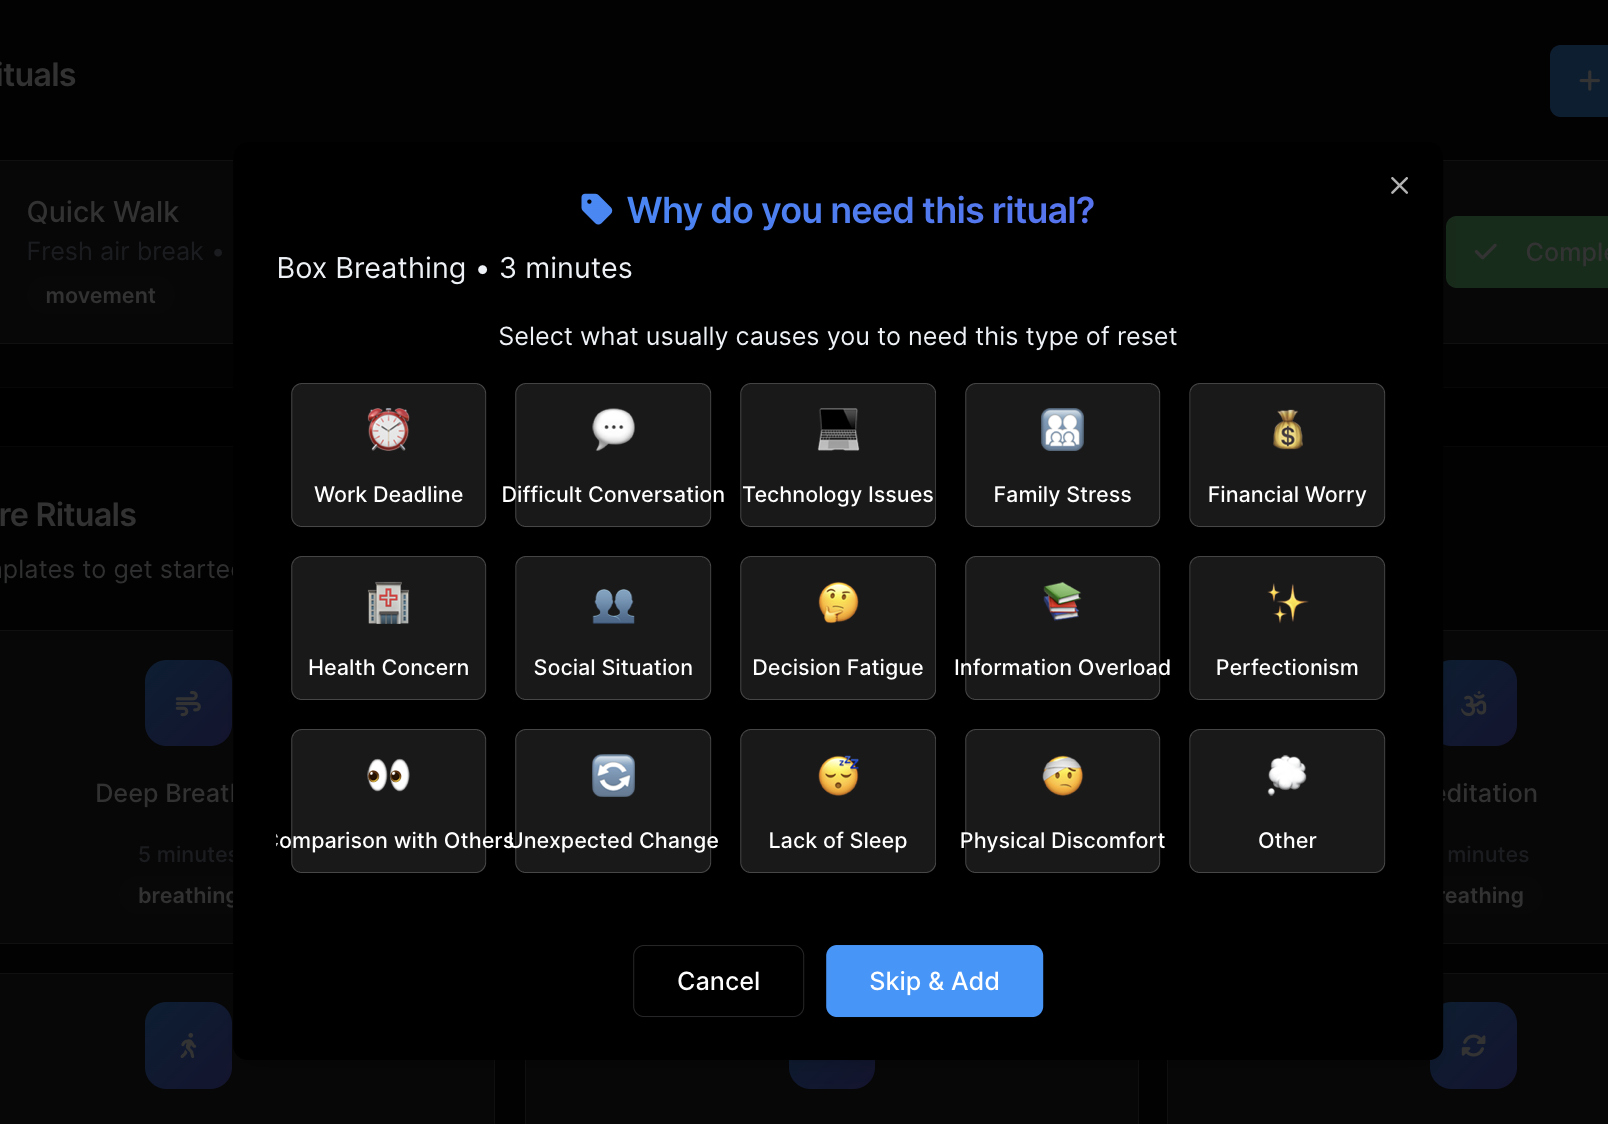 ituals
Quick Walk
Fresh air break •
movement
Why do you need this ritual?
Box Breathing • 3 minutes
Select what usually causes you to need this type of reset
Work Deadline
Difficult Conversation
Technology Issues
Family Stress
Financial Worry
Health Concern
Social Situation
Decision Fatigue
Information Overload
Perfectionism
Comparison with Others
Unexpected Change
Lack of Sleep
Physical Discomfort
Other
Cancel
Skip & Add
Comple
re Rituals
plates to get starte
Deep Breat
5 minutes
breathing
editation
minutes
reathing